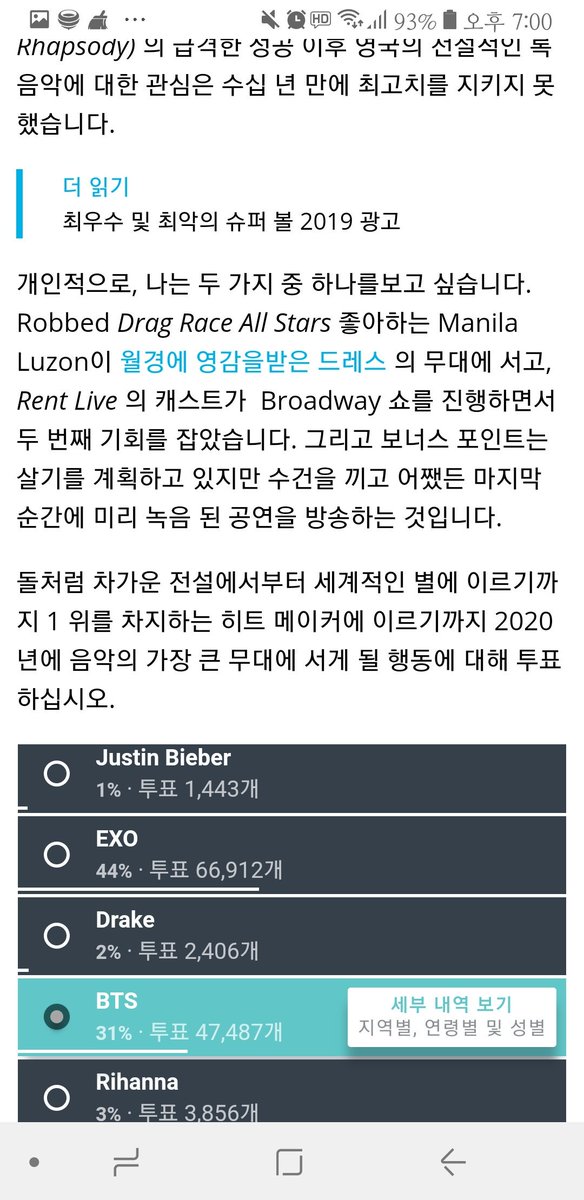 HD 93% 오후 7:00
Rhapsody) 의 급격한 성공 이후 영국의 전설적인 록
음악에 대한 관심은 수십 년 만에 최고치를 지키지 못
했습니다.
더 읽기
최우수 및 최악의 슈퍼 볼 2019 광고
개인적으로, 나는 두 가지 중 하나를보고 싶습니다.
Robbed Drag Race All Stars 좋아하는 Manila
Luzon이 월경에 영감을받은 드레스 의 무대에 서고,
Rent Live 의 캐스트가 Broadway 쇼를 진행하면서
두 번째 기회를 잡았습니다. 그리고 보너스 포인트는
살기를 계획하고 있지만 수건을 끼고 어쨌든 마지막
순간에 미리 녹음 된 공연을 방송하는 것입니다.
돌처럼 차가운 전설에서부터 세계적인 별에 이르기까
지 1 위를 차지하는 히트 메이커에 이르기까지 2020
년에 음악의 가장 큰 무대에 서게 될 행동에 대해 투표
하십시오.
Justin Bieber
1% · 투표 1,443개
EXO
44% · 투표 66,912개
Drake
2% · 투표 2,406개
BTS
31% · 투표 47,487개
세부 내역 보기
지역별, 연령별 및 성별
Rihanna
3% · 투표 3,856개